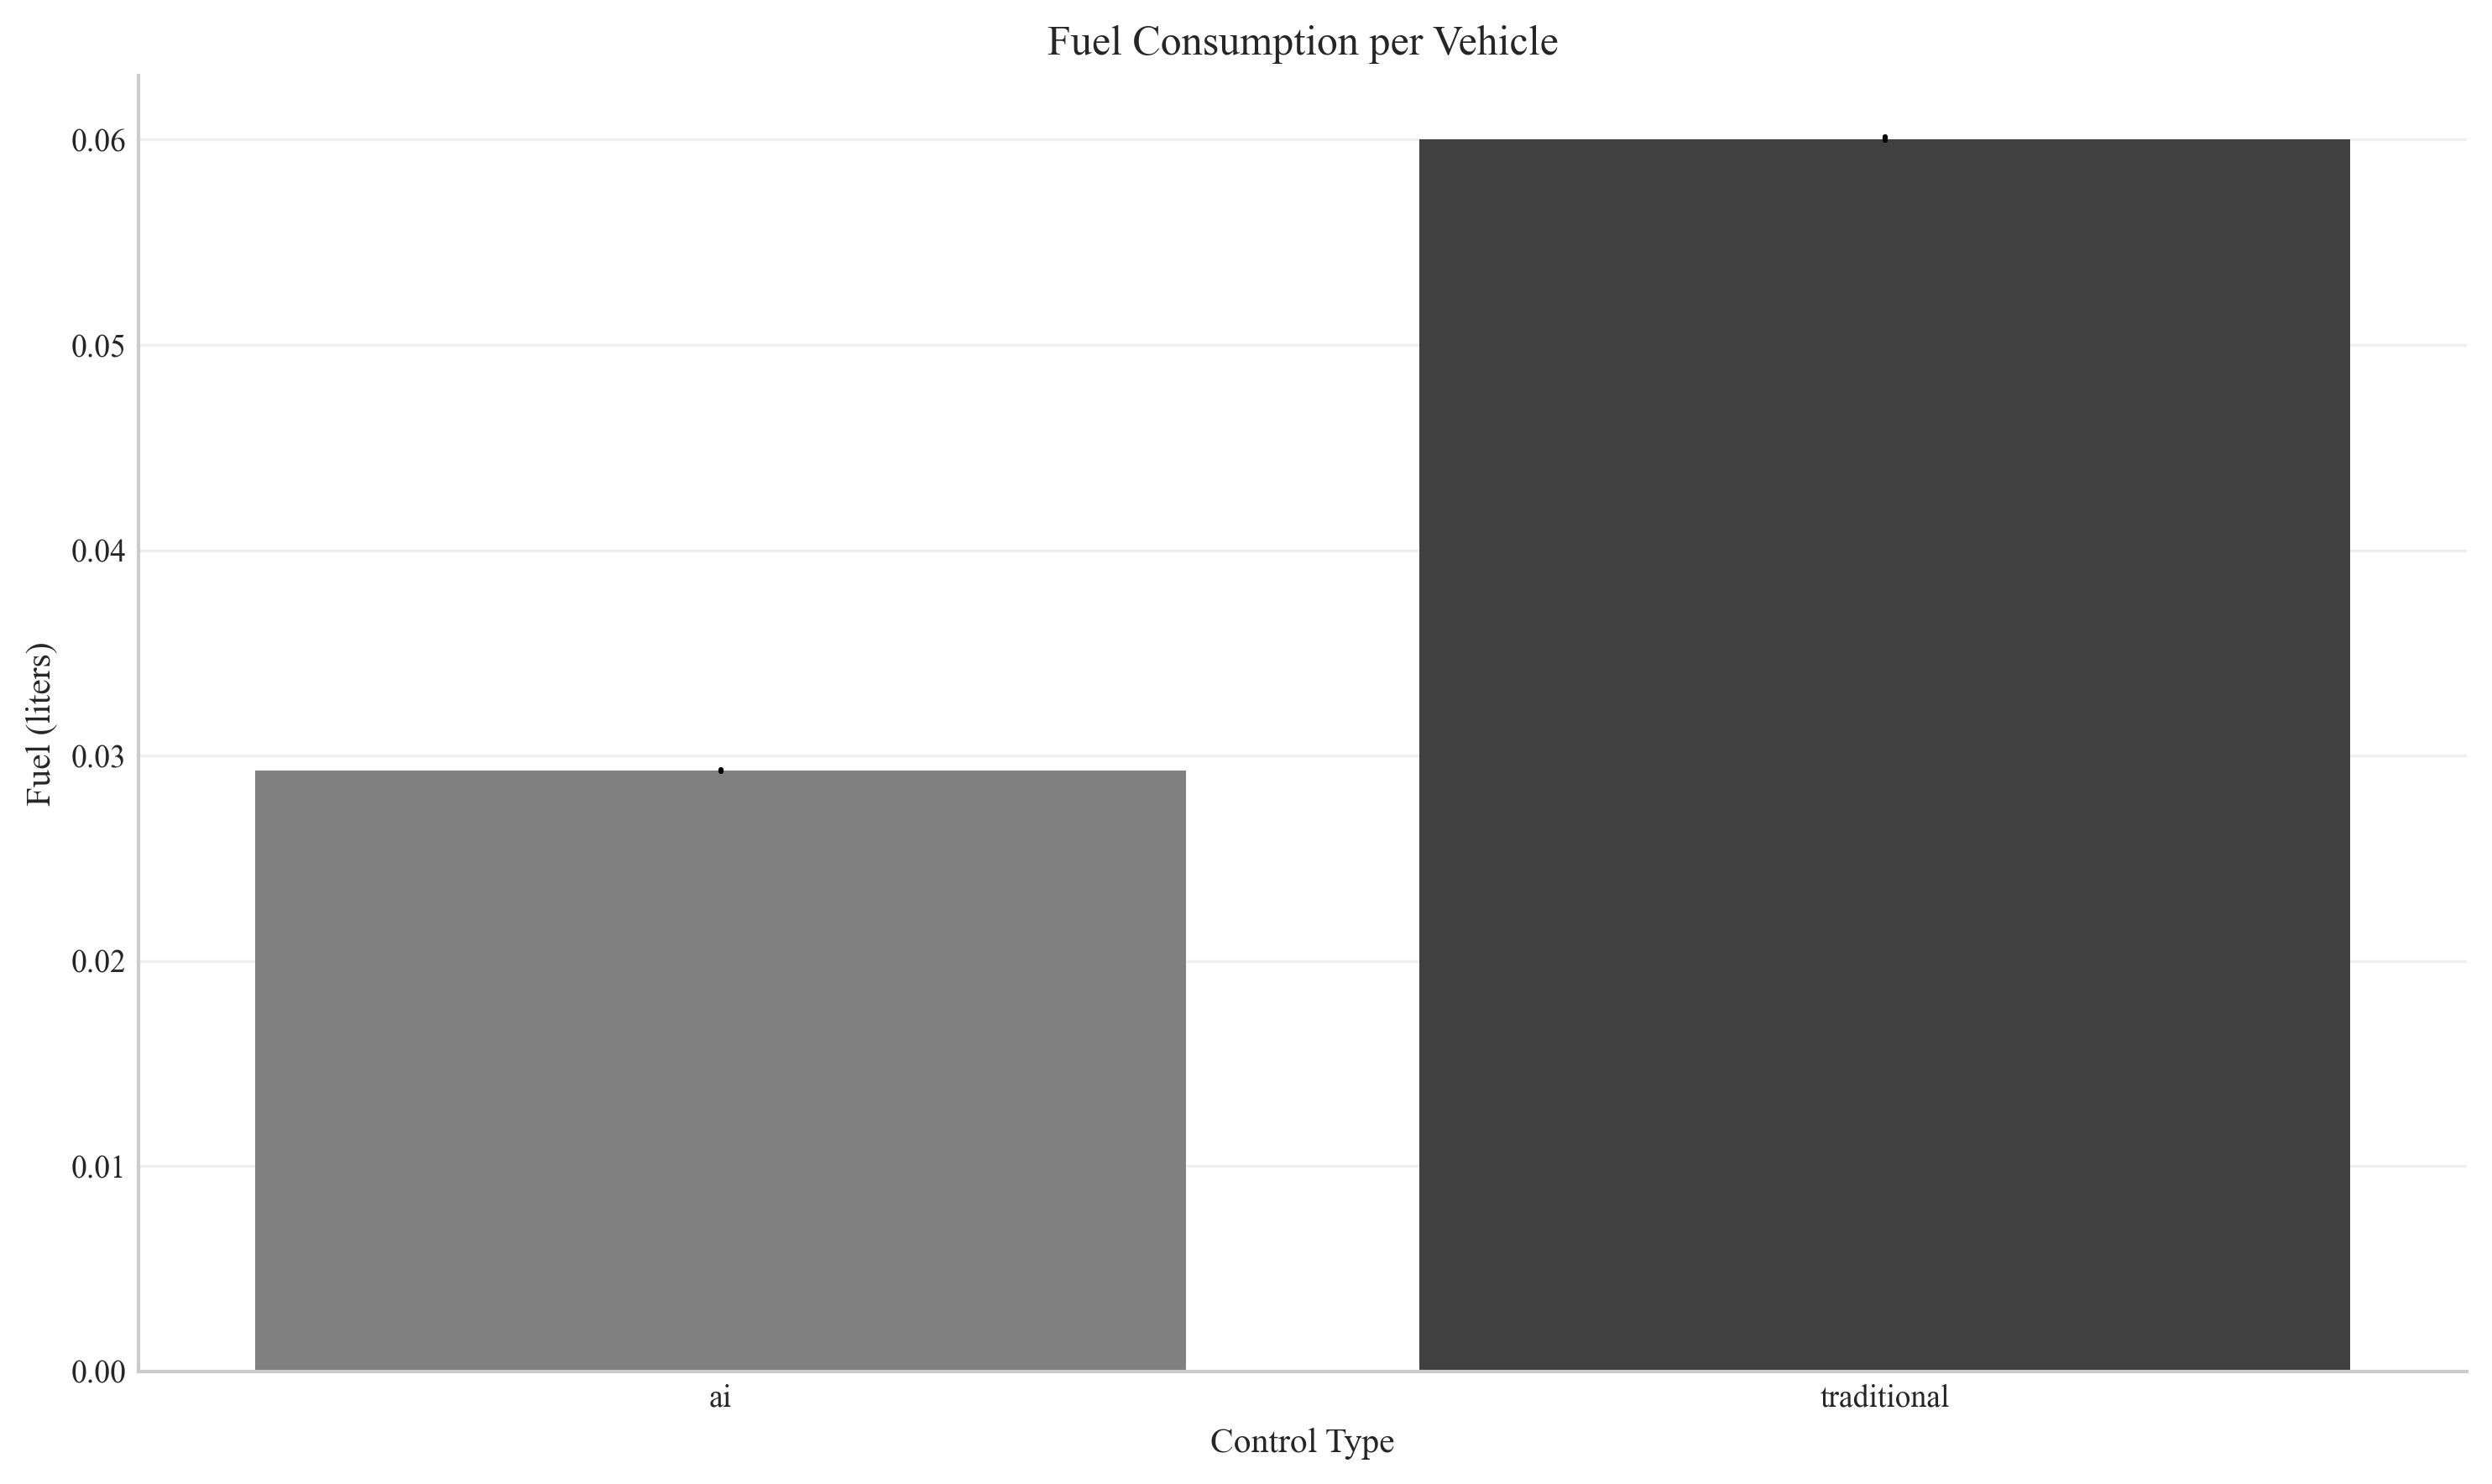 Fuel Consumption per Vehicle
0.06
0.05
0.04
0.03
0.02
0.01
0.00
Fuel (liters)
ai
traditional
Control Type